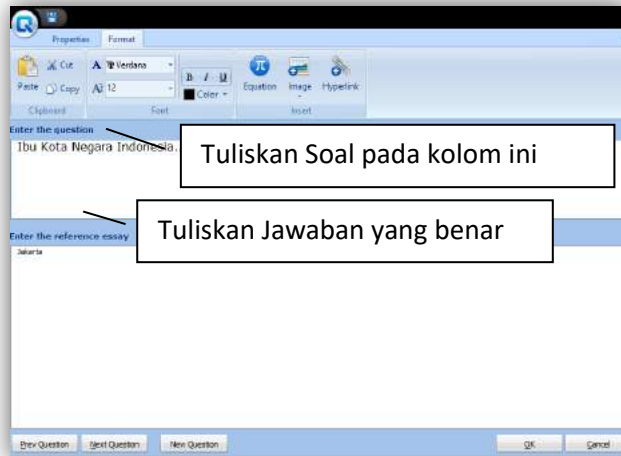 Properties Format
Paste Cut Copy
Verdana
12
B I U
Color
Equation Image Hyperlink
Clipboard Font Insert
Enter the question
Ibu Kota Negara Indonesia.
Tuliskan Soal pada kolom ini
Tuliskan Jawaban yang benar
Enter the reference essay
Jakarta
Prev Question Next Question New Question OK Cancel